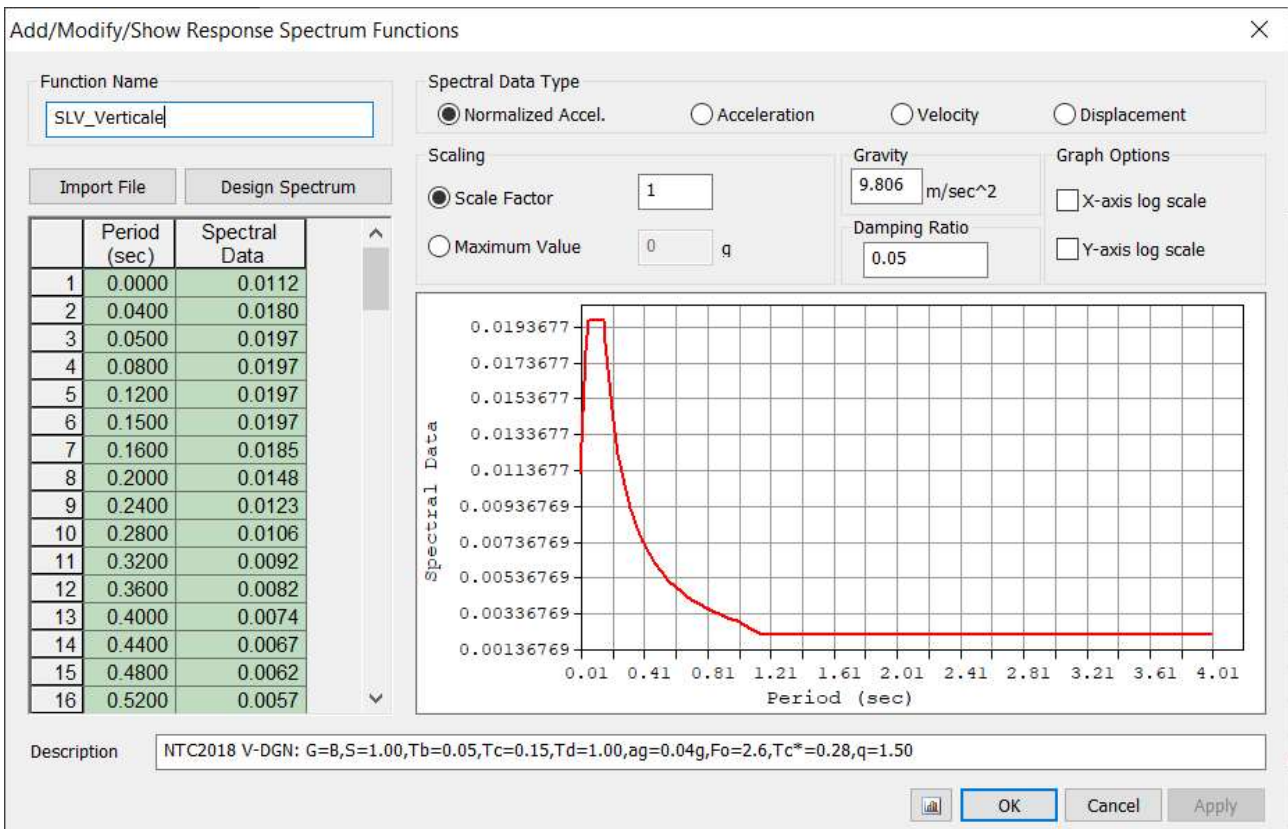 Add/Modify/Show Response Spectrum Functions
Function Name
SLV_Verticale
Import File Design Spectrum
Period (sec) Spectral Data
1 0.0000 0.0112
2 0.0400 0.0180
3 0.0500 0.0197
4 0.0800 0.0197
5 0.1200 0.0197
6 0.1500 0.0197
7 0.1600 0.0185
8 0.2000 0.0148
9 0.2400 0.0123
10 0.2800 0.0106
11 0.3200 0.0092
12 0.3600 0.0082
13 0.4000 0.0074
14 0.4400 0.0067
15 0.4800 0.0062
16 0.5200 0.0057
Spectral Data Type
Normalized Accel. Acceleration Velocity Displacement
Scaling
Scale Factor 1
Maximum Value 0 g
Gravity
9.806 m/sec^2
Damping Ratio
0.05
Graph Options
X-axis log scale
Y-axis log scale
Spectral Data
0.0193677
0.0173677
0.0153677
0.0133677
0.0113677
0.00936769
0.00736769
0.00536769
0.00336769
0.00136769
0.01 0.41 0.81 1.21 1.61 2.01 2.41 2.81 3.21 3.61 4.01
Period (sec)
Description NTC2018 V-DGN: G=B,S=1.00,Tb=0.05,Tc=0.15,Td=1.00,ag=0.04g,Fo=2.6,Tc*=0.28,q=1.50
OK Cancel Apply